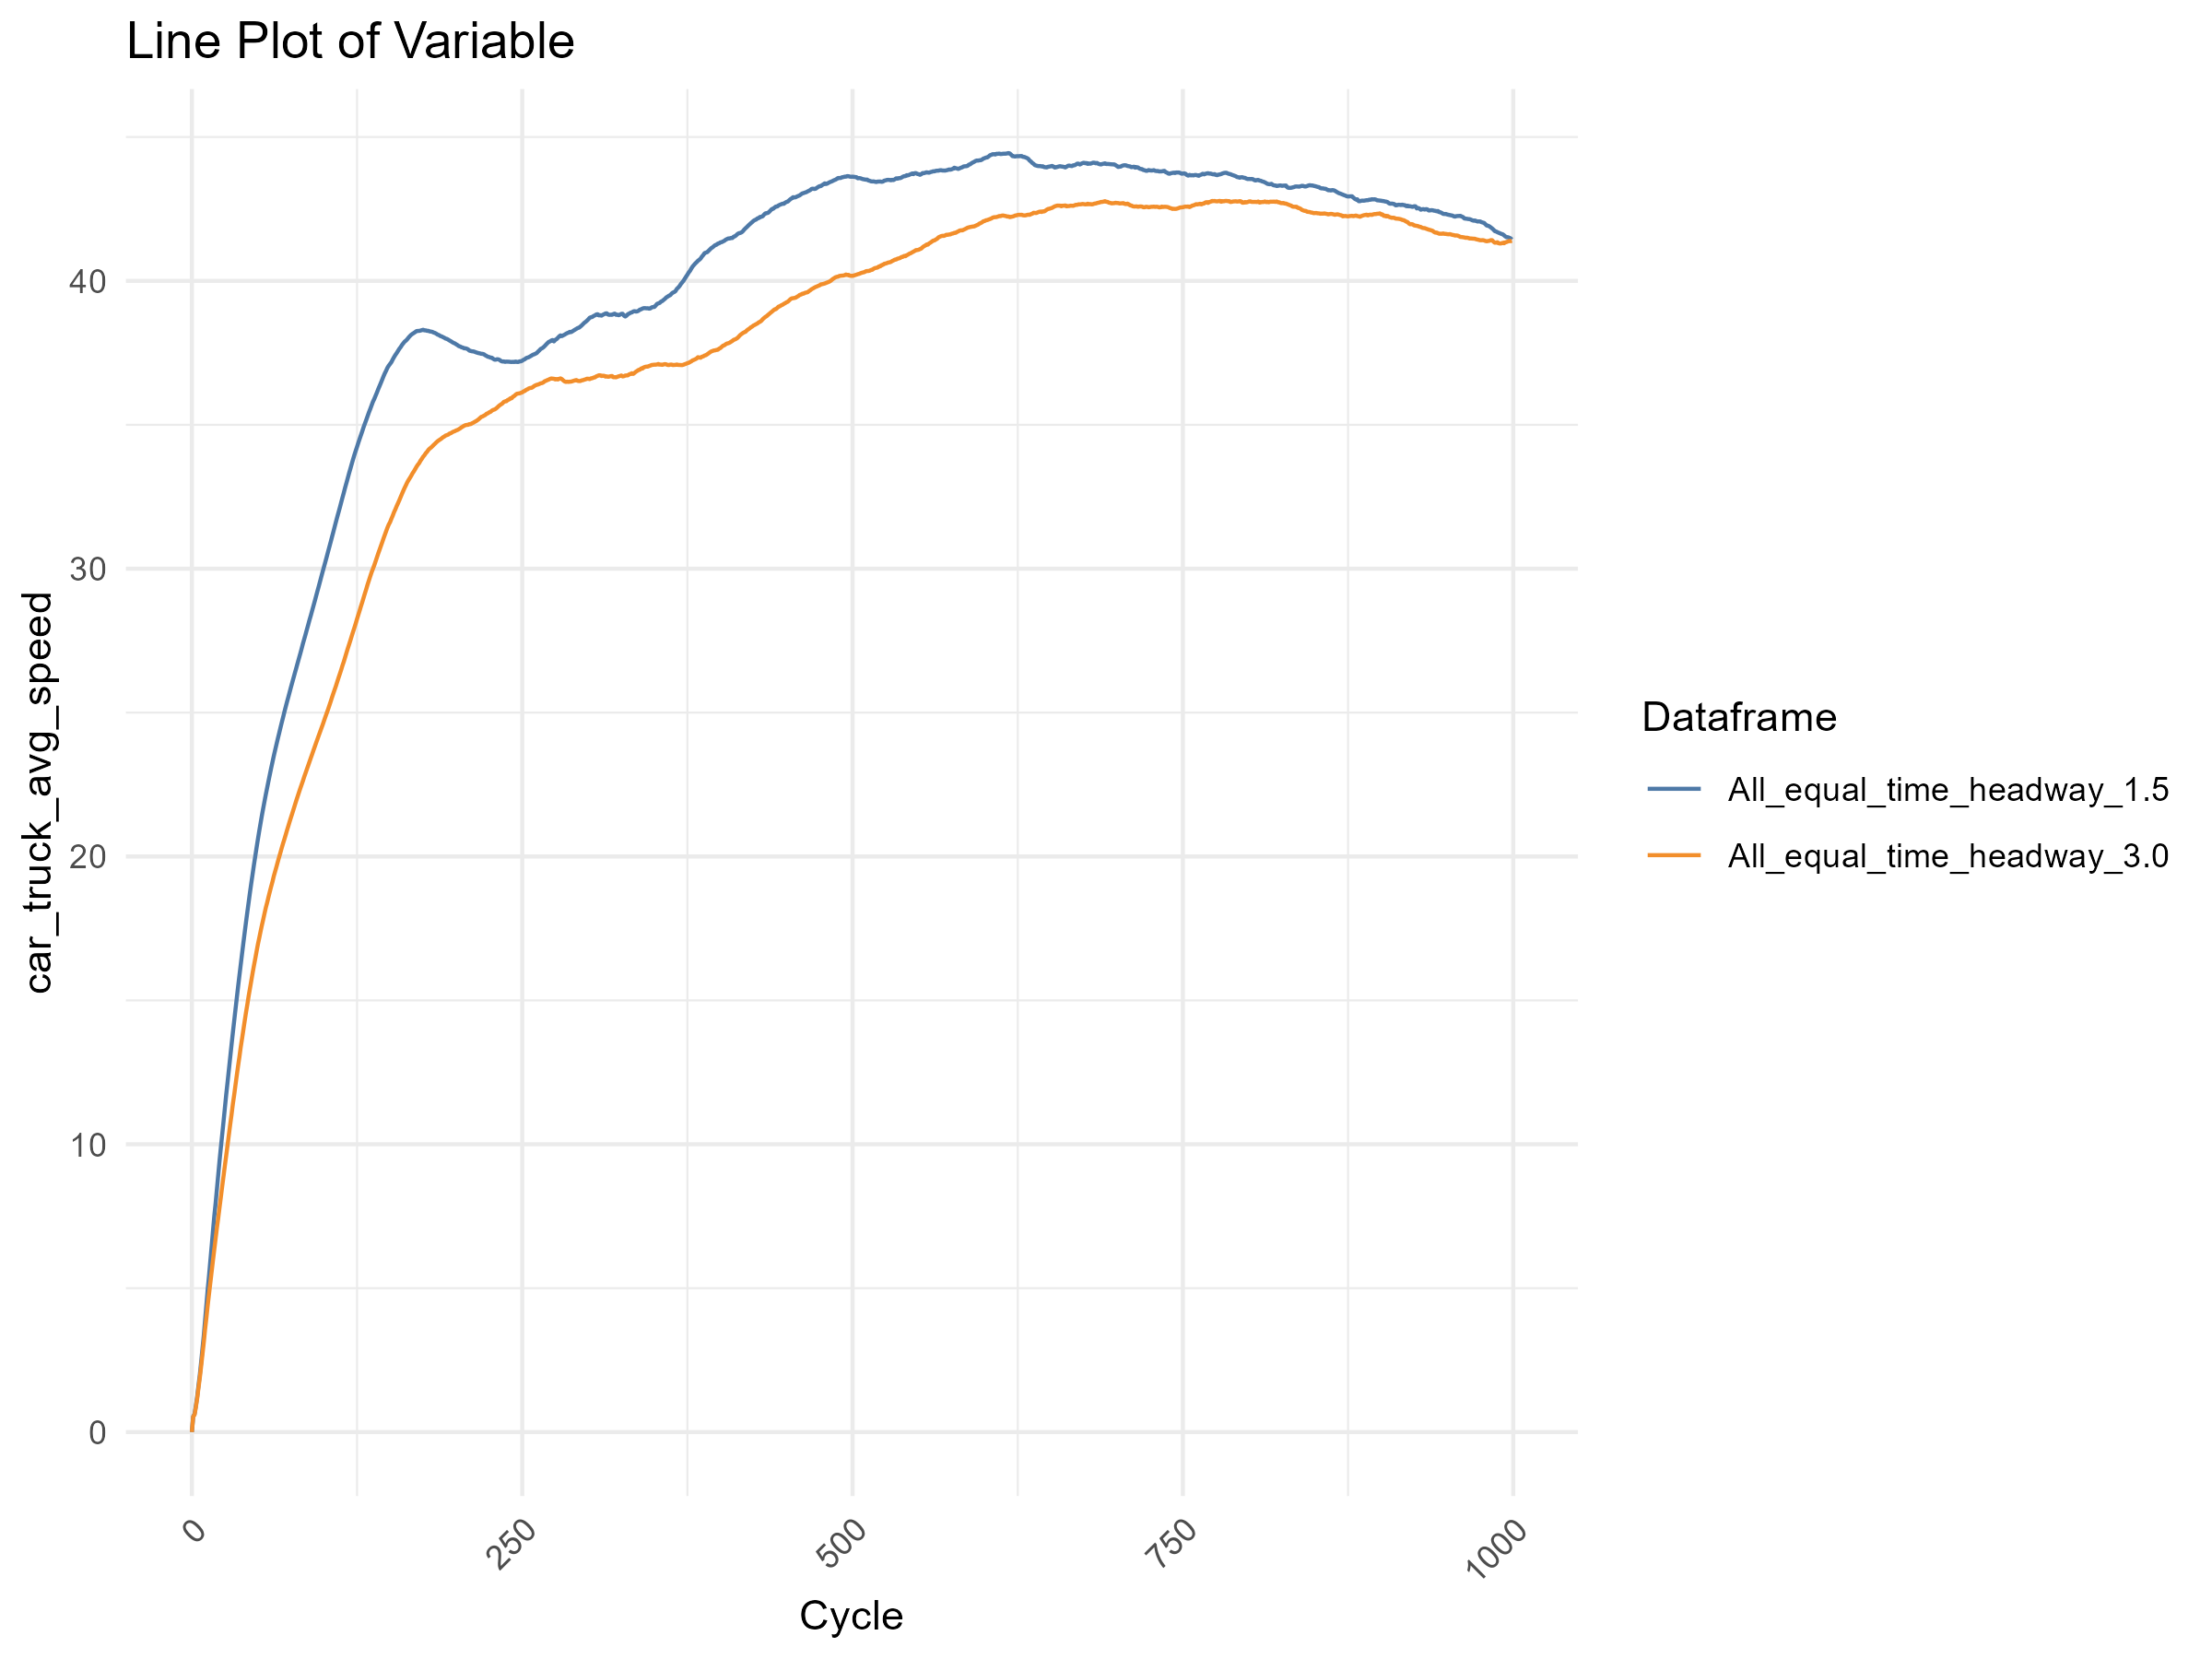 Line Plot of Variable
car_truck_avg_speed
40
30
20
10
0
0
250
500
750
1000
Cycle
Dataframe
All_equal_time_headway_1.5
All_equal_time_headway_3.0